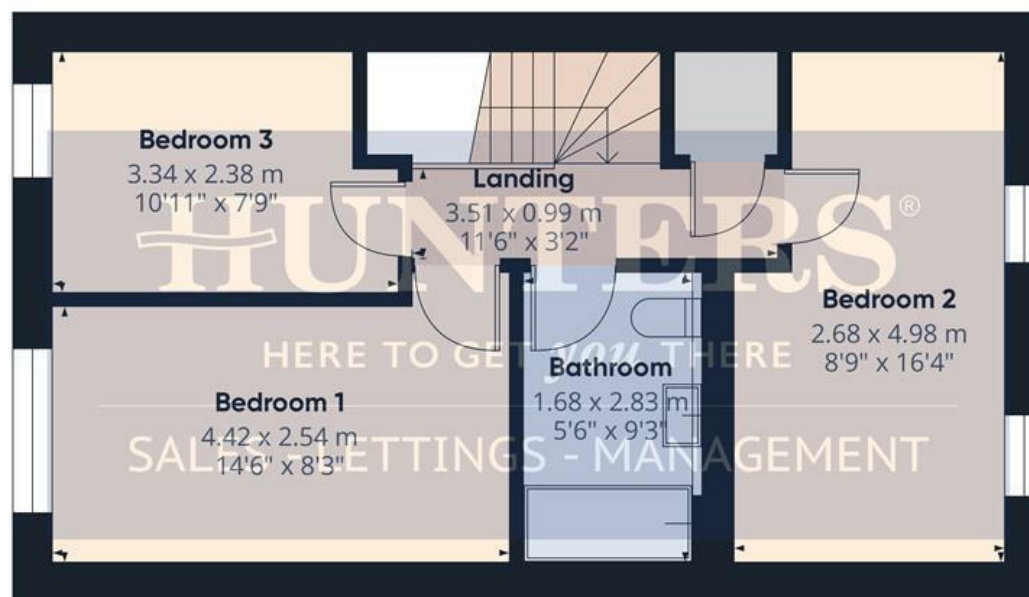 Bedroom 3
3.34 x 2.38 m
10'11" x 7'9"
Landing
3.51 x 0.99 m
11'6" x 3'2"
HUNTERS®
Bedroom 2
2.68 x 4.98 m
8'9" x 16'4"
HERE TO GET you THERE
Bathroom
1.68 x 2.83 m
5'6" x 9'3"
Bedroom 1
4.42 x 2.54 m
14'6" x 8'3"
SALES - LETTINGS - MANAGEMENT